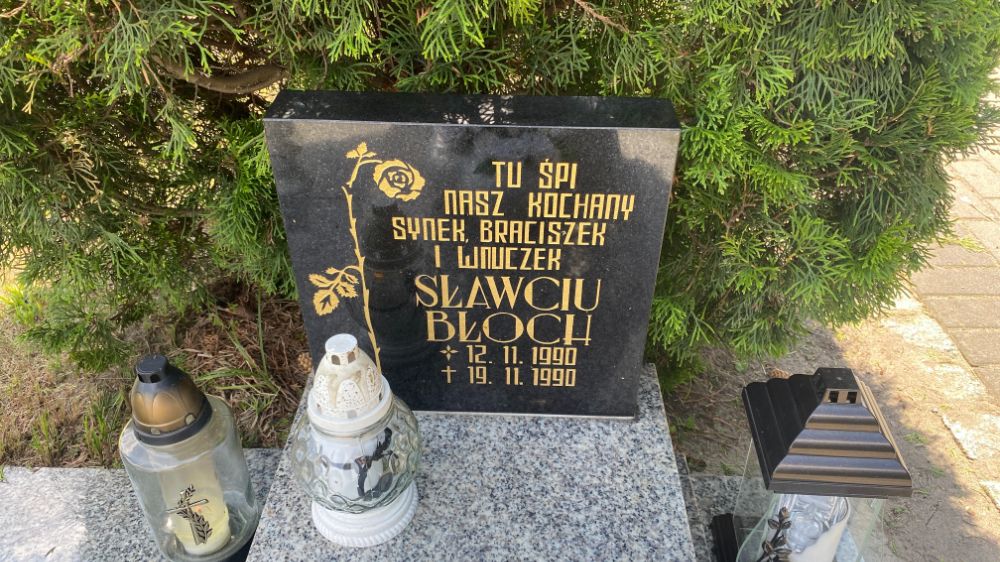 TU ŚPI
NASZ KOCHANY
SYNEK, BRACISZEK
I WNUCZEK
SŁAWCIU
BŁOCH
12. 11. 1990
† 19. 11. 1990